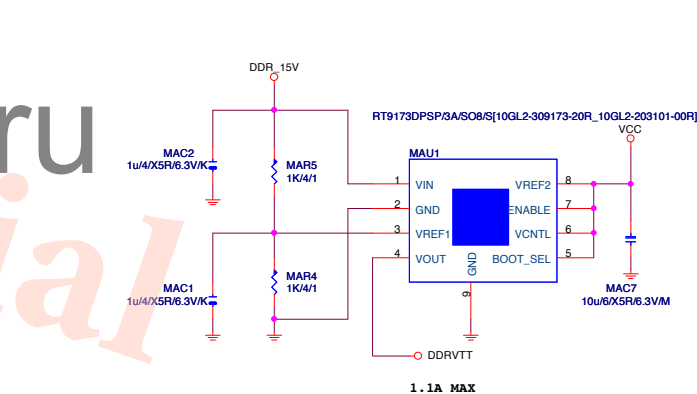 DDR_15V
RT9173DPSP/3A/SO8/S[10GL2-309173-20R_10GL2-203101-00R]
VCC
ru
MAC2
1u/4/X5R/6.3V/K
MAR5
1K/4/1
MAU1
1 VIN VREF2 8
2 GND ENABLE 7
3 VREF1 VCNTL 6
4 VOUT BOOT_SEL 5
GND
9
MAC1
1u/4/X5R/6.3V/K
MAR4
1K/4/1
MAC7
10u/6/X5R/6.3V/M
ial
DDRVTT
1.1A MAX